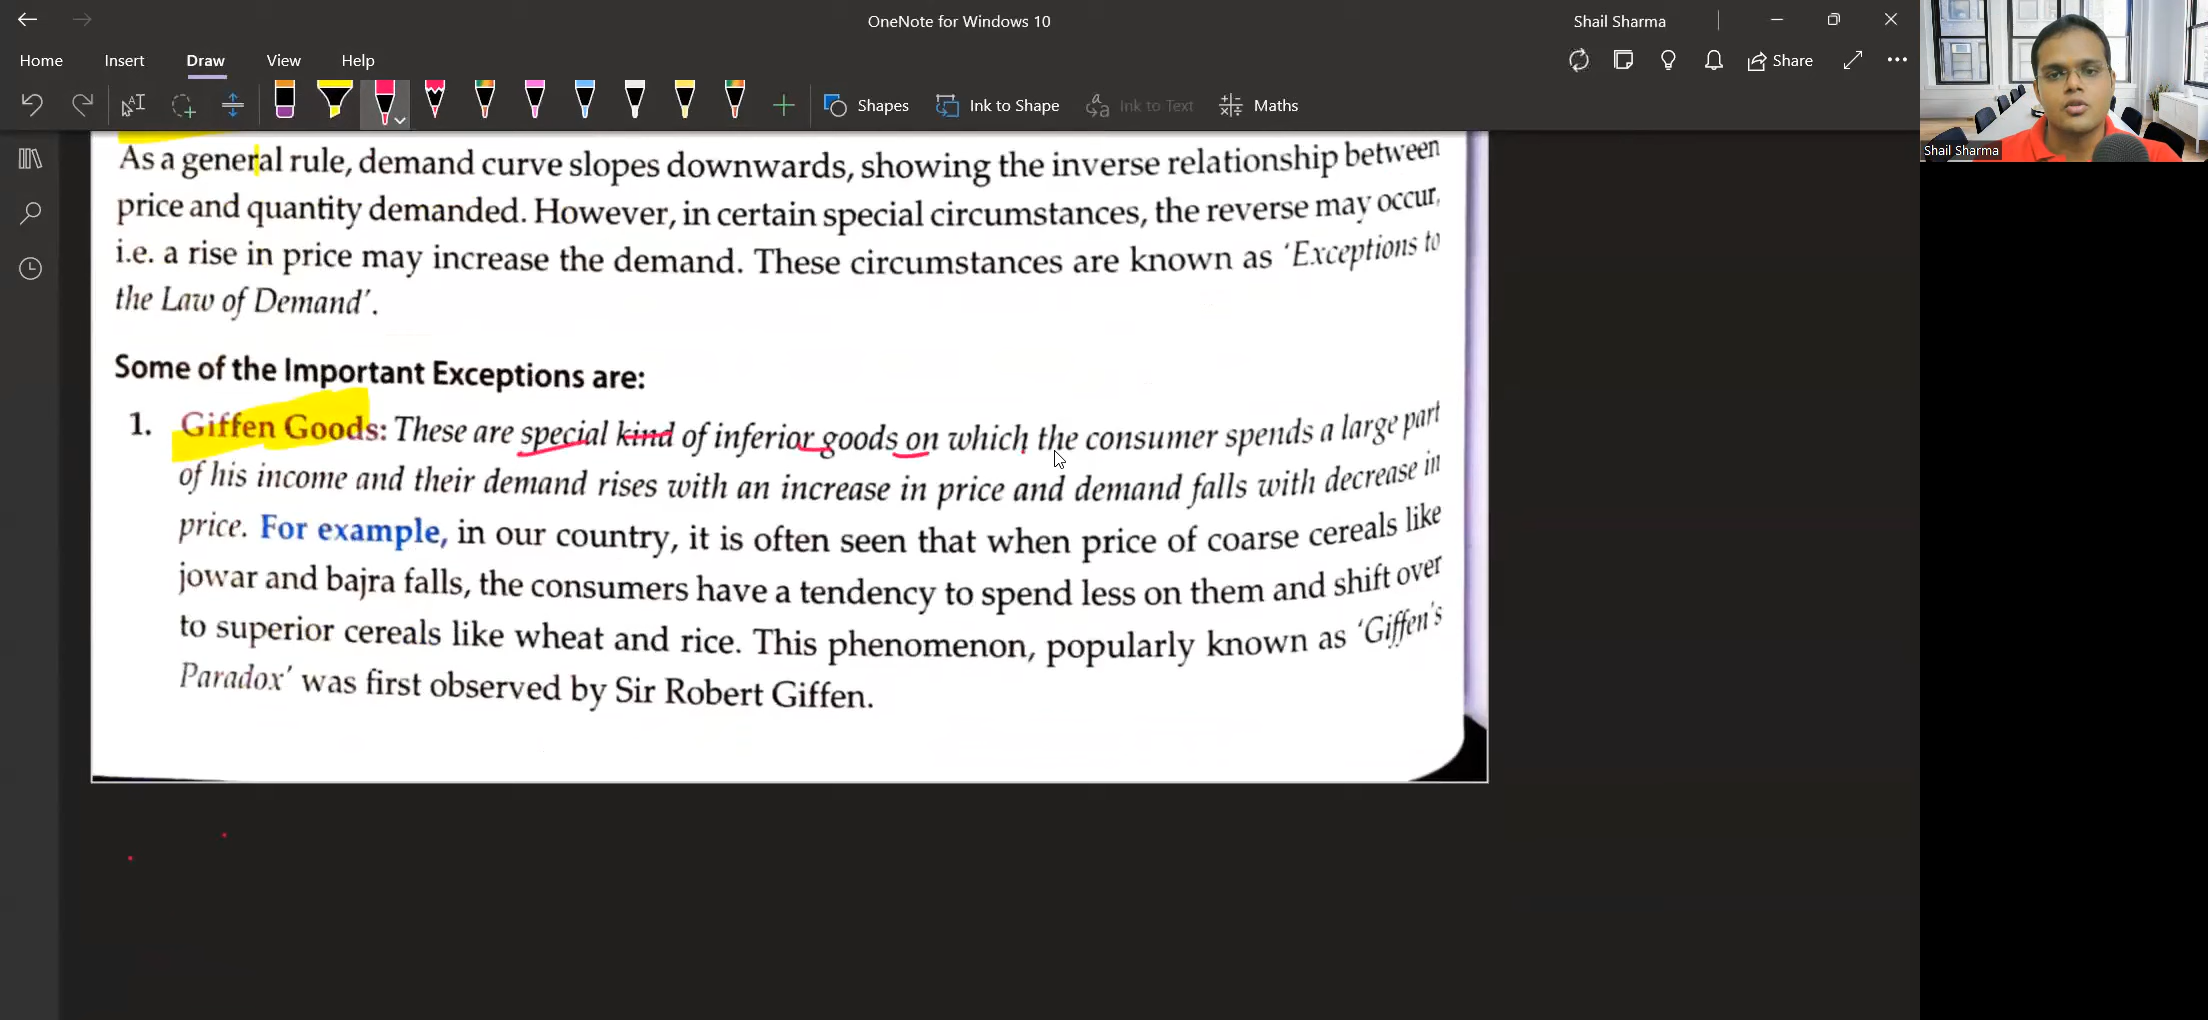 OneNote for Windows 10
Shail Sharma
Home Insert Draw View Help
Share
Shapes Ink to Shape Ink to Text Maths
Shail Sharma
As a general rule, demand curve slopes downwards, showing the inverse relationship between
price and quantity demanded. However, in certain special circumstances, the reverse may occur,
i.e. a rise in price may increase the demand. These circumstances are known as 'Exceptions to
the Law of Demand'.
Some of the Important Exceptions are:
1. Giffen Goods: These are special kind of inferior goods on which the consumer spends a large part
of his income and their demand rises with an increase in price and demand falls with decrease in
price. For example, in our country, it is often seen that when price of coarse cereals like
jowar and bajra falls, the consumers have a tendency to spend less on them and shift over
to superior cereals like wheat and rice. This phenomenon, popularly known as 'Giffen's
Paradox' was first observed by Sir Robert Giffen.